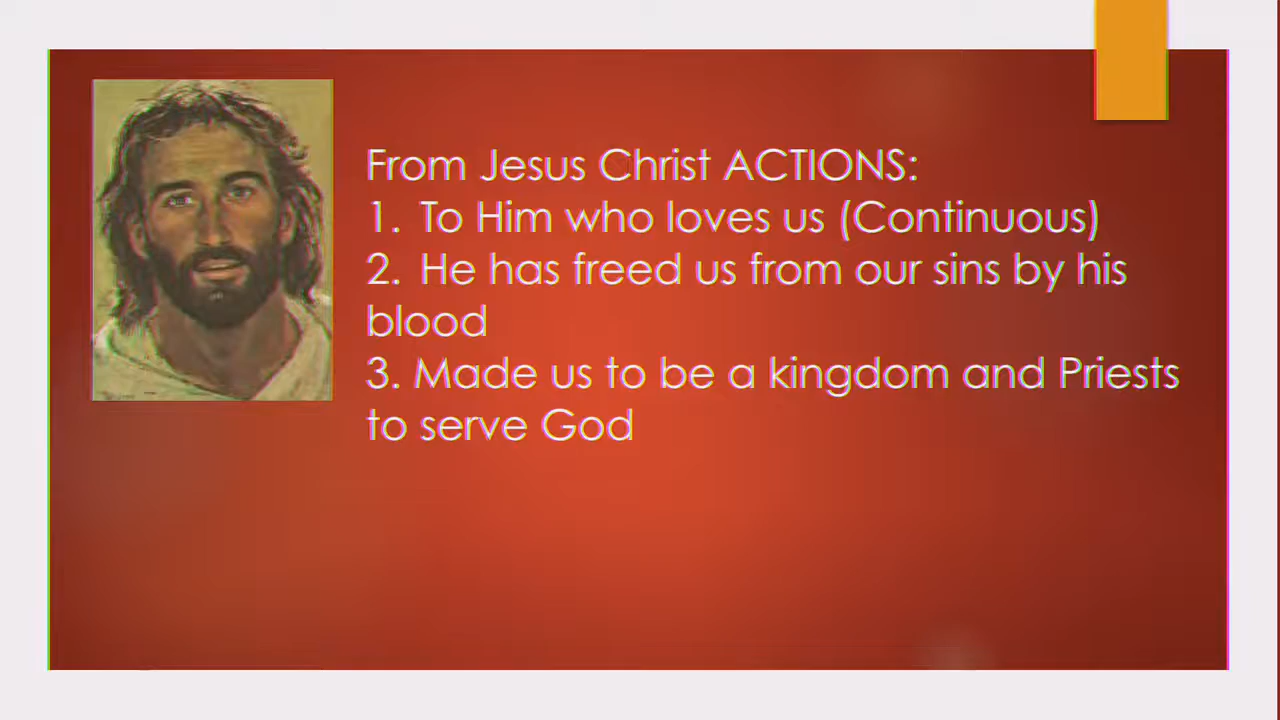 From Jesus Christ ACTIONS:
1. To Him who loves us (Continuous)
2. He has freed us from our sins by his
blood
3. Made us to be a kingdom and Priests
to serve God